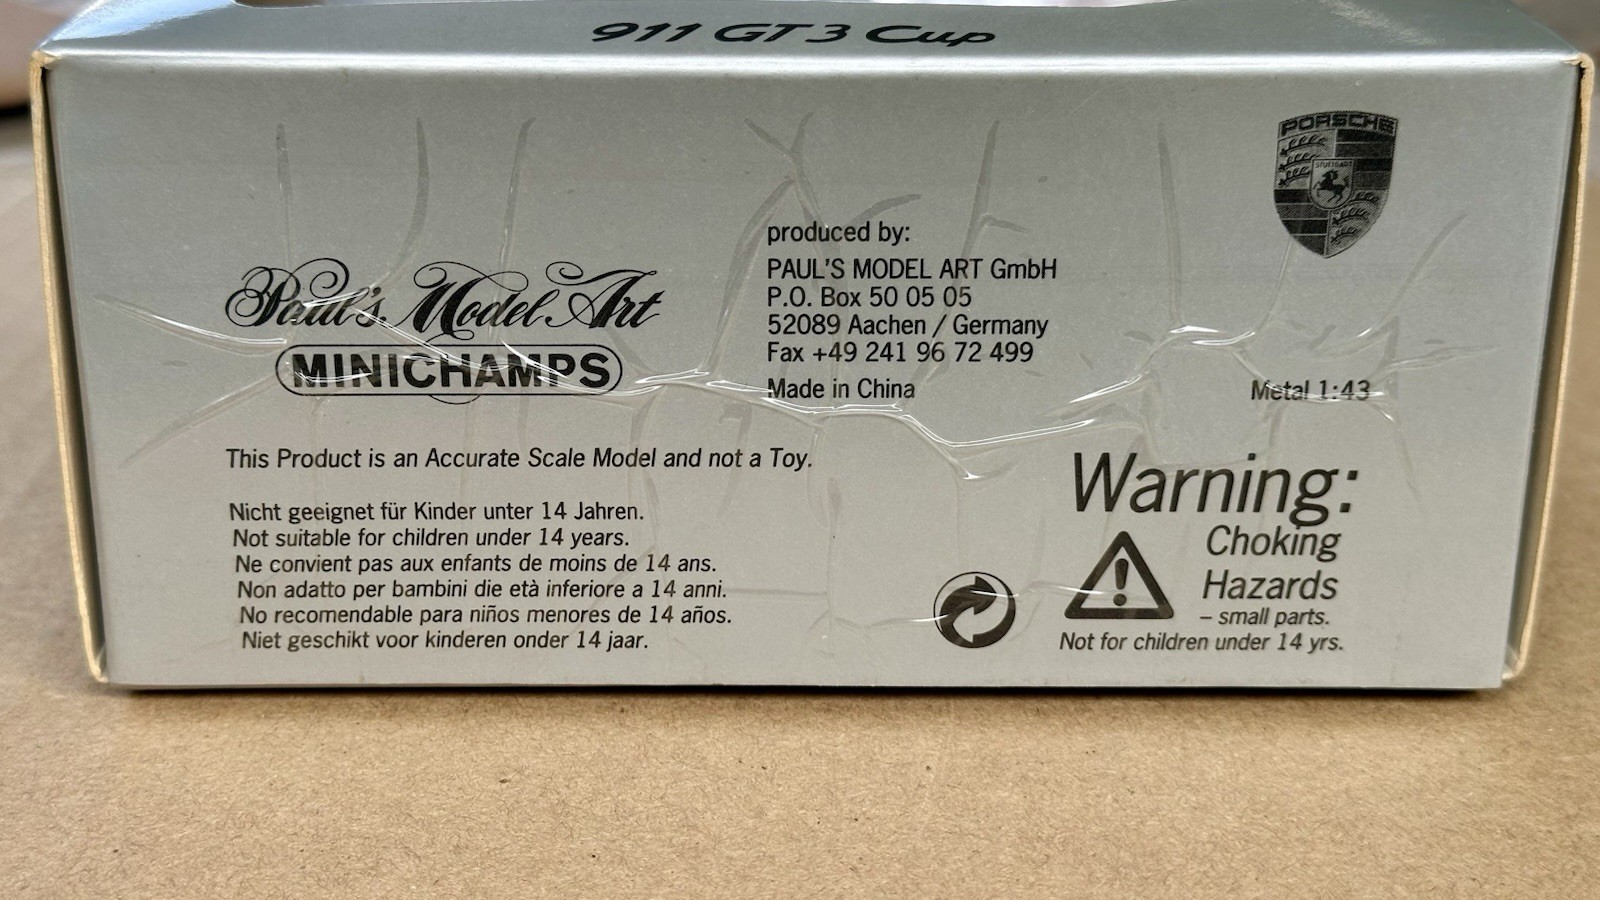 911 GT3 Cup
PORSCHE
STUTTGART
produced by:
PAUL'S MODEL ART GmbH
P.O. Box 50 05 05
52089 Aachen / Germany
Fax +49 241 96 72 499
Made in China
Paul's Model Art
MINICHAMPS
Metal 1:43
This Product is an Accurate Scale Model and not a Toy.
Nicht geeignet für Kinder unter 14 Jahren.
Not suitable for children under 14 years.
Ne convient pas aux enfants de moins de 14 ans.
Non adatto per bambini die età inferiore a 14 anni.
No recomendable para niños menores de 14 años.
Niet geschikt voor kinderen onder 14 jaar.
Warning:
Choking
Hazards
– small parts.
Not for children under 14 yrs.